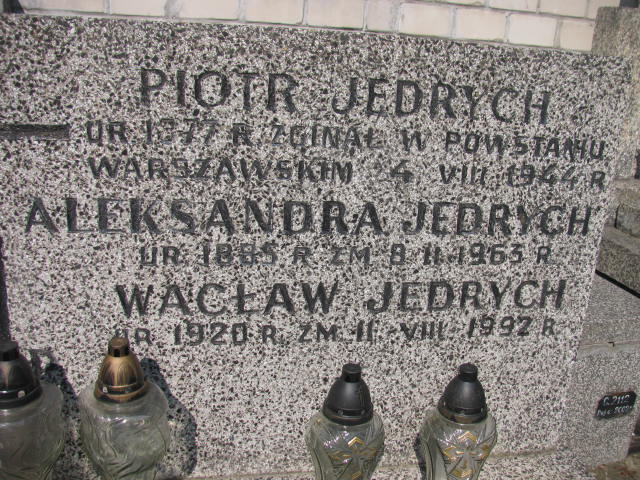 PIOTR JĘDRYCH
UR. 1877 R. ZGINĄŁ W POWSTANIU
WARSZAWSKIM 4 VIII 1944 R
ALEKSANDRA JĘDRYCH
UR. 1885 R ZM. 8 II 1963 R
WACŁAW JĘDRYCH
UR. 1920 R. ZM. 11 VIII 1992 R.